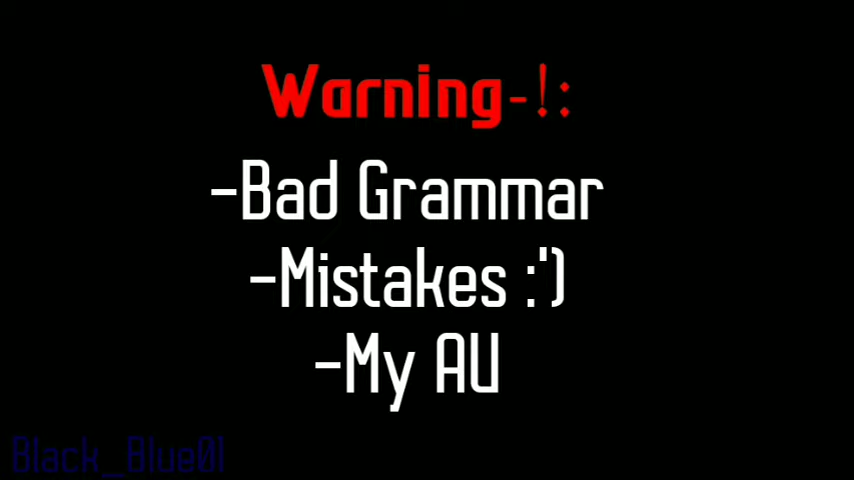 Warning-!:
-Bad Grammar
-Mistakes :')
-My AU
Black_Blue01